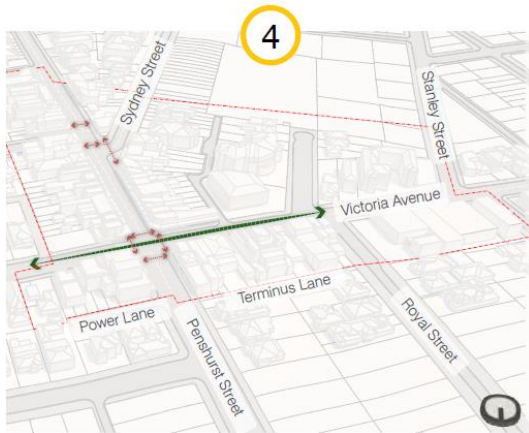 4
Sydney Street
Stanley Street
Victoria Avenue
Terminus Lane
Power Lane
Penshurst Street
Royal Street